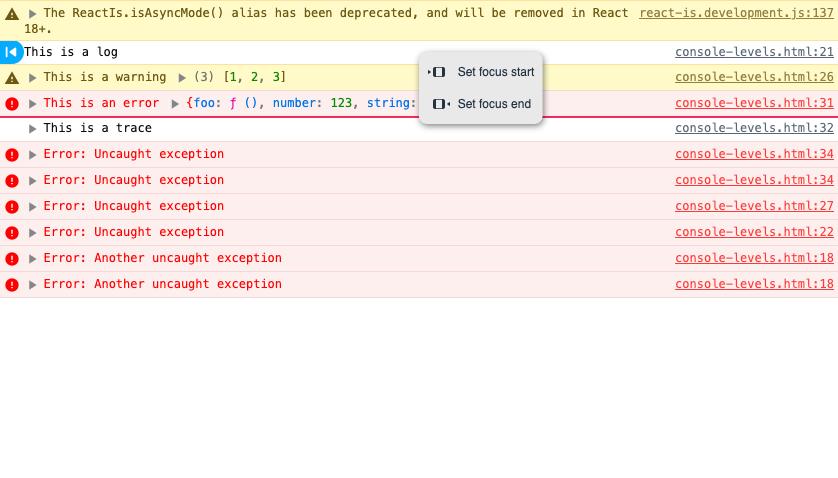 The ReactIs.isAsyncMode() alias has been deprecated, and will be removed in React react-is.development.js:137
18+.
This is a log console-levels.html:21
This is a warning (3) [1, 2, 3] console-levels.html:26
This is an error {foo: ƒ (), number: 123, string: console-levels.html:31
Set focus start
Set focus end
This is a trace console-levels.html:32
Error: Uncaught exception console-levels.html:34
Error: Uncaught exception console-levels.html:34
Error: Uncaught exception console-levels.html:27
Error: Uncaught exception console-levels.html:22
Error: Another uncaught exception console-levels.html:18
Error: Another uncaught exception console-levels.html:18